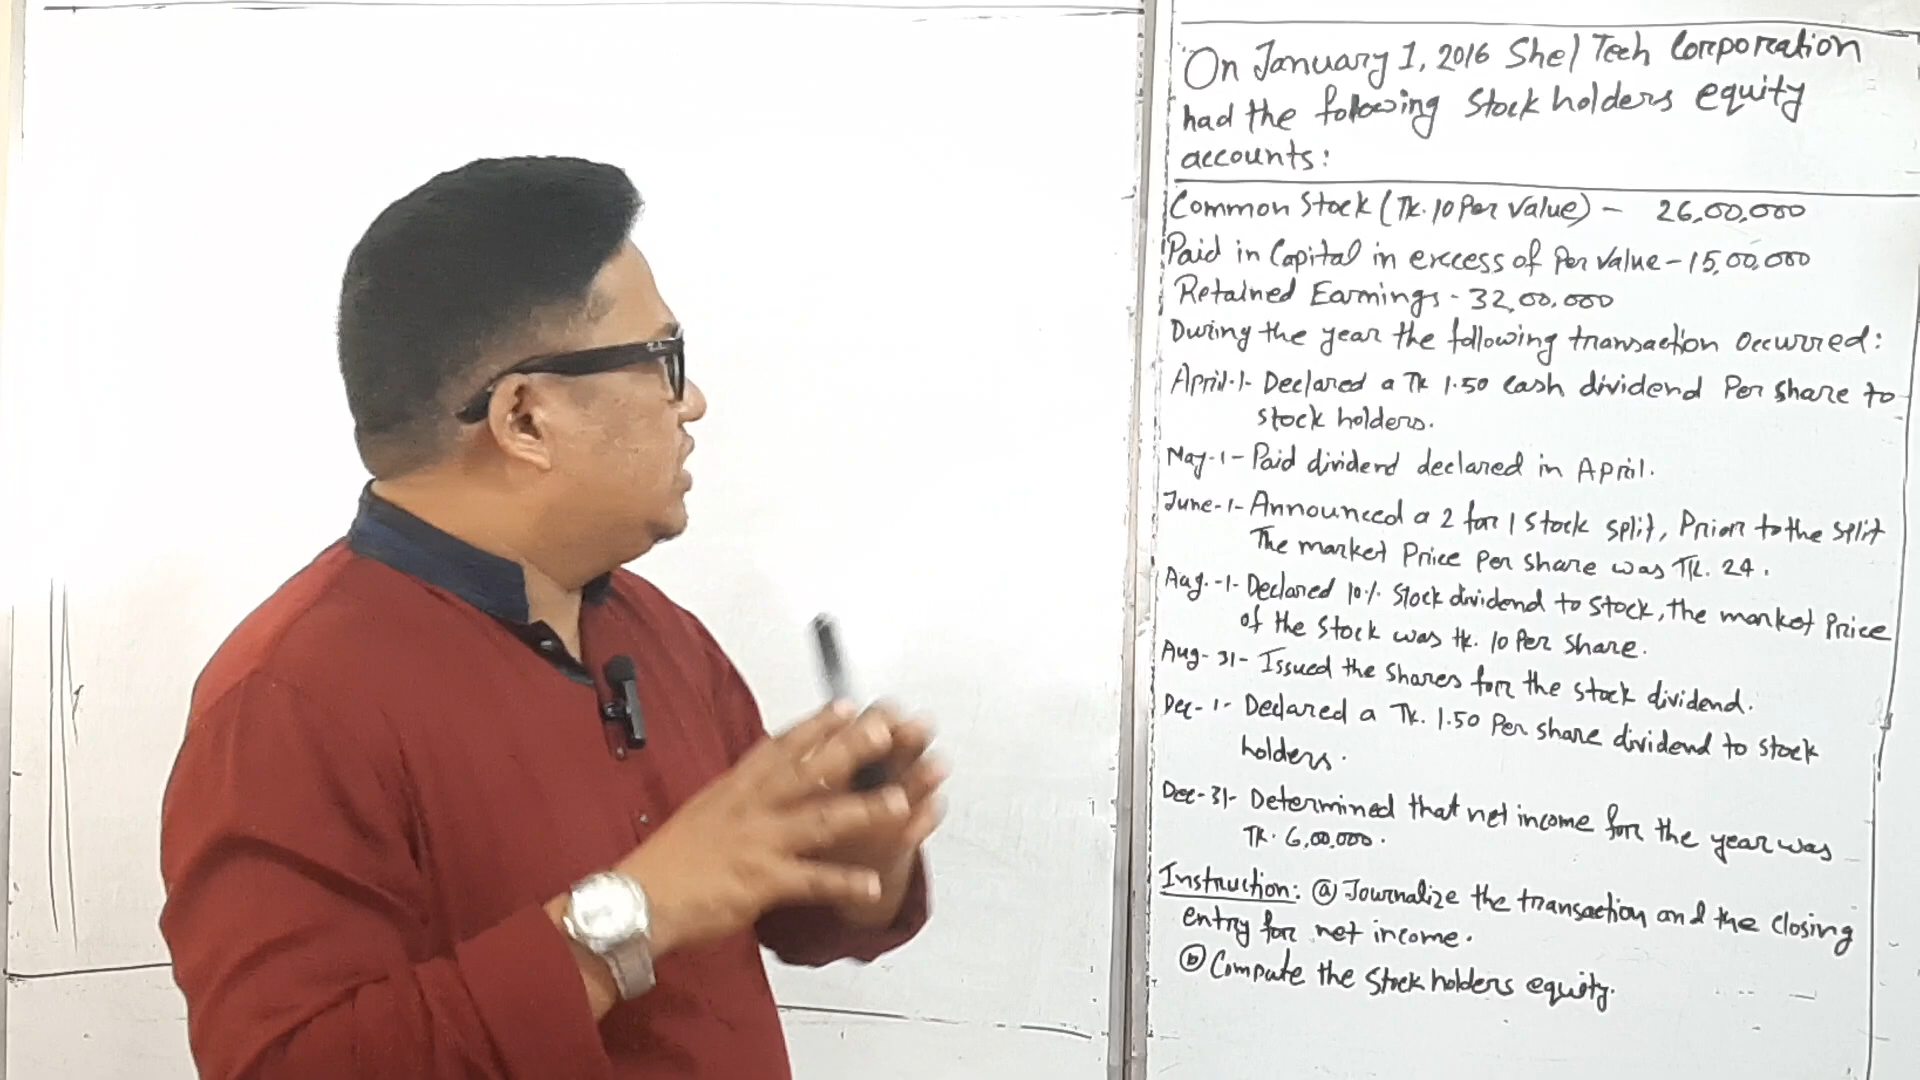 On January 1, 2016 Shel Tech Corporation
had the following Stock holders equity
accounts:
Common Stock (Tk. 10 Per Value) - 26,00,000
Paid in Capital in excess of Per Value - 15,00,000
Retained Earnings - 32,00,000
During the year the following transaction occurred:
April-1- Declared a Tk 1.50 cash dividend Per share to
stock holders.
May-1- Paid dividend declared in April.
June-1- Announced a 2 for 1 stock split, Prior to the split
The market Price Per share was Tk. 24.
Aug.-1- Declared 10% stock dividend to stock, the market Price
of the stock was tk. 10 Per share.
Aug-31- Issued the shares for the stock dividend.
Dec-1- Declared a Tk. 1.50 Per share dividend to stock
holders.
Dec-31- Determined that net income for the year was
Tk. 6,00,000.
Instruction: ⓐ Journalize the transaction and the closing
entry for net income.
ⓑ Compute the Stock holders equity.